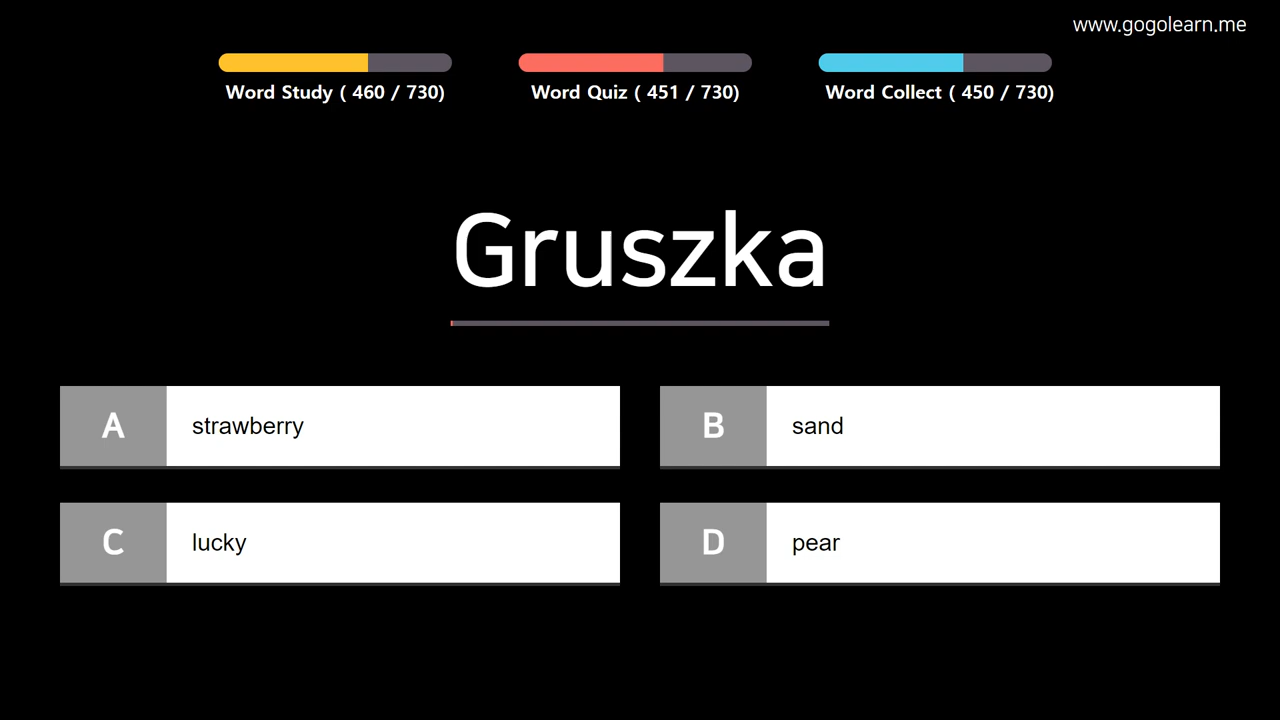 www.gogolearn.me
Word Study ( 460 / 730)
Word Quiz ( 451 / 730)
Word Collect ( 450 / 730)
Gruszka
A strawberry
B sand
C lucky
D pear